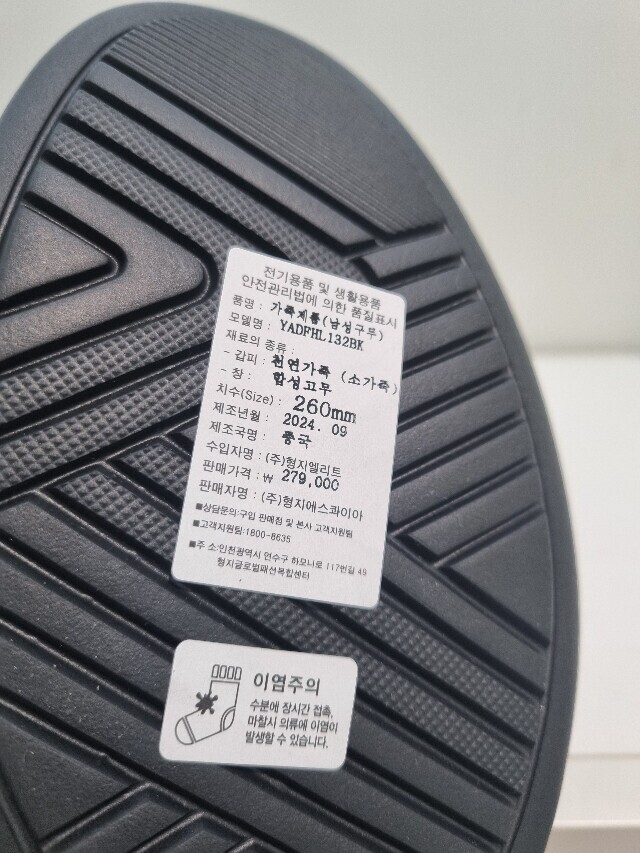 전기용품 및 생활용품
안전관리법에 의한 품질표시
품명 : 가죽제품(남성구두)
모델명 : YADFHL132BK
재료의 종류 :
- 갑피 : 천연가죽 (소가죽)
- 창 : 합성고무
치수(Size) : 260mm
제조년월 : 2024. 09
제조국명 : 중국
수입자명 : (주)형지엘리트
판매가격 : ₩ 279,000
판매자명 : (주)형지에스콰이아
■상담문의:구입 판매점 및 본사 고객지원팀
■고객지원팀:1800-8635
■주 소:인천광역시 연수구 하모니로 117번길 49
형지글로벌패션복합센터
이염주의
수분에 장시간 접촉,
마찰시 의류에 이염이
발생할 수 있습니다.